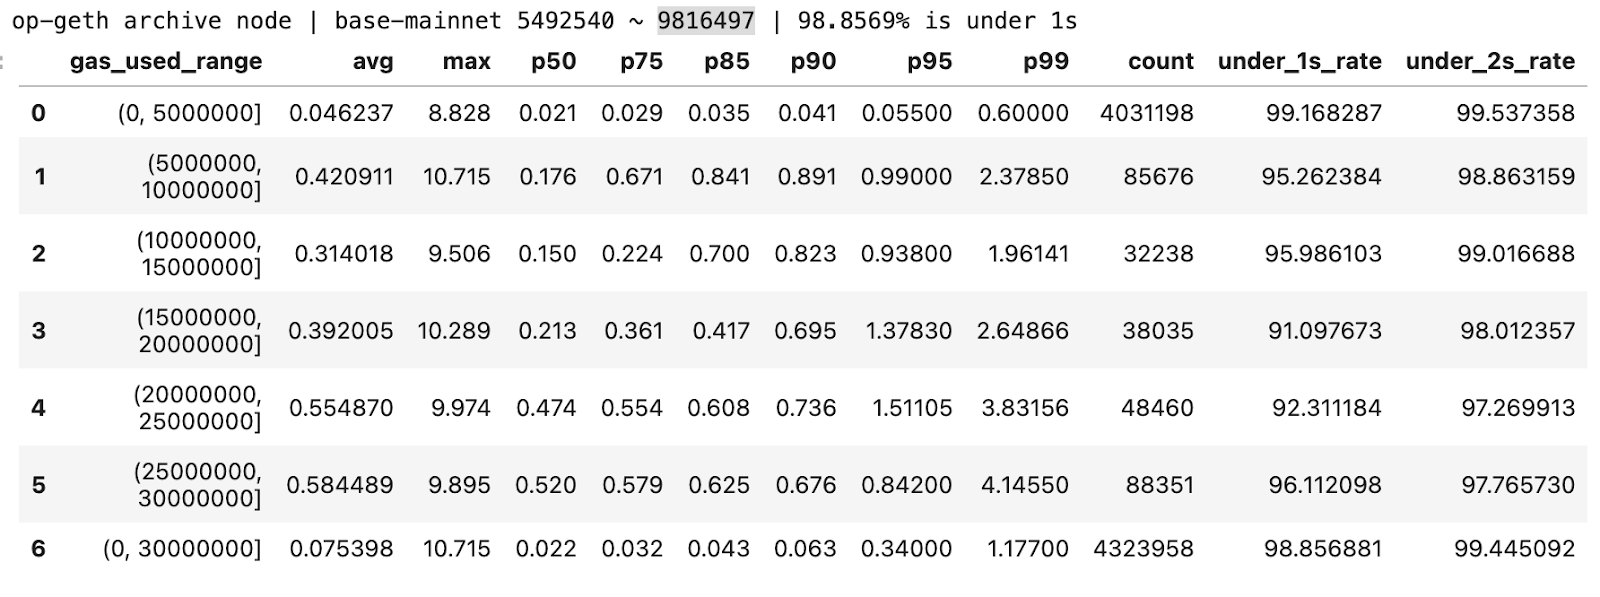 op-geth archive node | base-mainnet 5492540 ~ 9816497 | 98.8569% is under 1s
: gas_used_range avg max p50 p75 p85 p90 p95 p99 count under_1s_rate under_2s_rate
0 (0, 5000000] 0.046237 8.828 0.021 0.029 0.035 0.041 0.05500 0.60000 4031198 99.168287 99.537358
1 (5000000, 10000000] 0.420911 10.715 0.176 0.671 0.841 0.891 0.99000 2.37850 85676 95.262384 98.863159
2 (10000000, 15000000] 0.314018 9.506 0.150 0.224 0.700 0.823 0.93800 1.96141 32238 95.986103 99.016688
3 (15000000, 20000000] 0.392005 10.289 0.213 0.361 0.417 0.695 1.37830 2.64866 38035 91.097673 98.012357
4 (20000000, 25000000] 0.554870 9.974 0.474 0.554 0.608 0.736 1.51105 3.83156 48460 92.311184 97.269913
5 (25000000, 30000000] 0.584489 9.895 0.520 0.579 0.625 0.676 0.84200 4.14550 88351 96.112098 97.765730
6 (0, 30000000] 0.075398 10.715 0.022 0.032 0.043 0.063 0.34000 1.17700 4323958 98.856881 99.445092